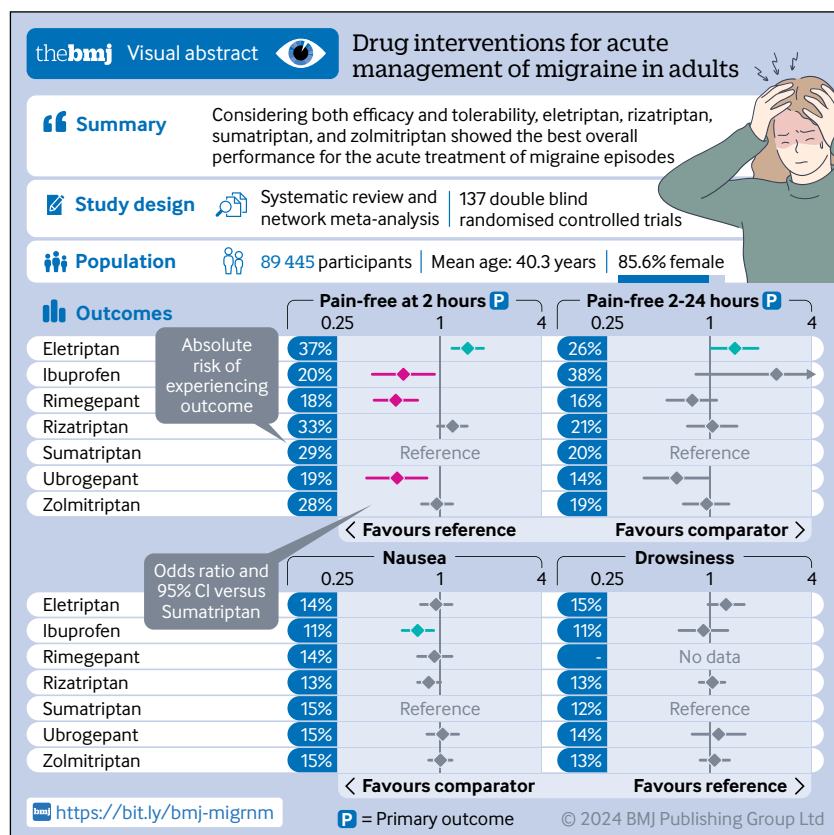 thebmj Visual abstract
Drug interventions for acute
management of migraine in adults
Summary
Considering both efficacy and tolerability, eletriptan, rizatriptan,
sumatriptan, and zolmitriptan showed the best overall
performance for the acute treatment of migraine episodes
Study design
Systematic review and
network meta-analysis
137 double blind
randomised controlled trials
Population
89 445 participants
Mean age: 40.3 years
85.6% female
Outcomes
Pain-free at 2 hours P
Pain-free 2-24 hours P
0.25 1 4
0.25 1 4
Absolute
risk of
experiencing
outcome
Eletriptan 37% 26%
Ibuprofen 20% 38%
Rimegepant 18% 16%
Rizatriptan 33% 21%
Sumatriptan 29% Reference 20% Reference
Ubrogepant 19% 14%
Zolmitriptan 28% 19%
< Favours reference
Favours comparator >
Odds ratio and
95% CI versus
Sumatriptan
Nausea
Drowsiness
0.25 1 4
0.25 1 4
Eletriptan 14% 15%
Ibuprofen 11% 11%
Rimegepant 14% - No data
Rizatriptan 13% 13%
Sumatriptan 15% Reference 12% Reference
Ubrogepant 15% 14%
Zolmitriptan 15% 13%
< Favours comparator
Favours reference >
bmj https://bit.ly/bmj-migrnm
P = Primary outcome
© 2024 BMJ Publishing Group Ltd